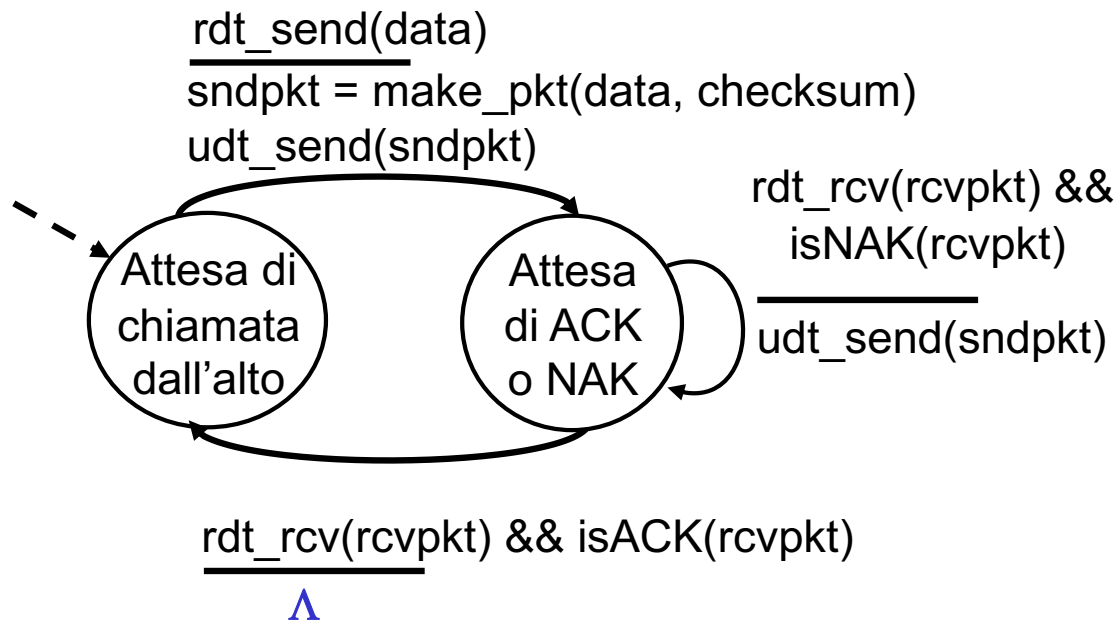 rdt_send(data)
sndpkt = make_pkt(data, checksum)
udt_send(sndpkt)
rdt_rcv(rcvpkt) &&
isNAK(rcvpkt)
udt_send(sndpkt)
Attesa di
chiamata
dall’alto
Attesa
di ACK
o NAK
rdt_rcv(rcvpkt) && isACK(rcvpkt)
Λ